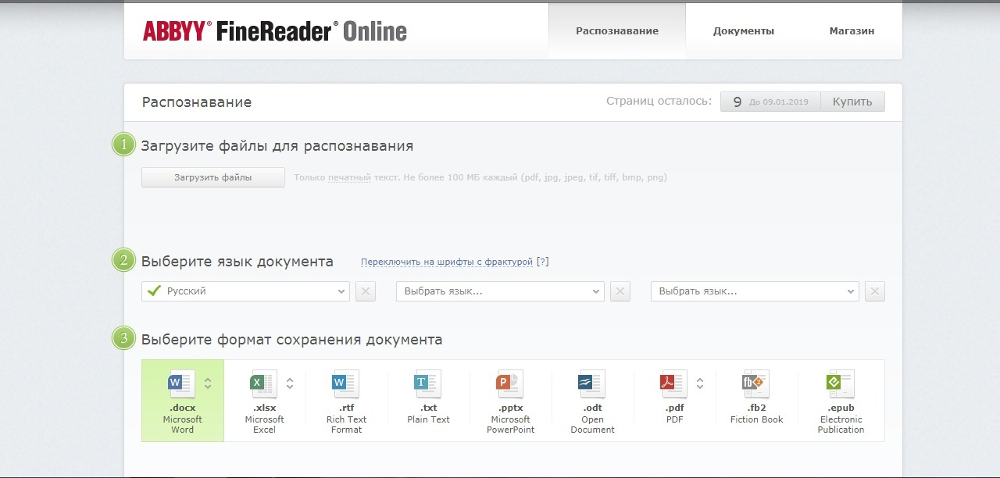 ABBYY® FineReader® Online
Распознавание
Документы
Магазин
Распознавание
Страниц осталось:
9 До 09.01.2019
Купить
1 Загрузите файлы для распознавания
Загрузить файлы
Только печатный текст. Не более 100 МБ каждый (pdf, jpg, jpeg, tif, tiff, bmp, png)
2 Выберите язык документа
Переключить на шрифты с фрактурой [?]
Русский
Выбрать язык...
Выбрать язык...
3 Выберите формат сохранения документа
W
.docx
Microsoft
Word
X
.xlsx
Microsoft
Excel
W
.rtf
Rich Text
Format
T
.txt
Plain Text
P
.pptx
Microsoft
PowerPoint
.odt
Open
Document
.pdf
PDF
fb2
.fb2
Fiction Book
.epub
Electronic
Publication